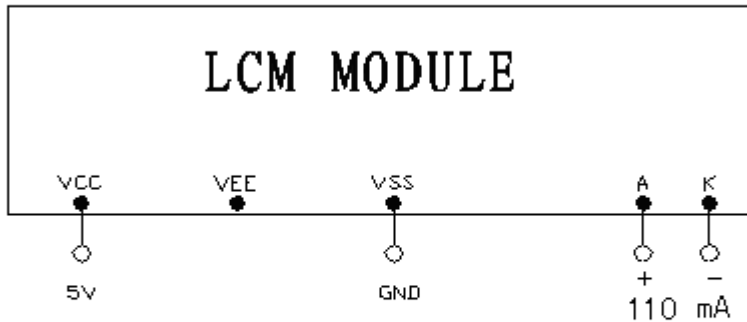 LCM MODULE
VCC VEE VSS A K
5V GND + -
110 mA